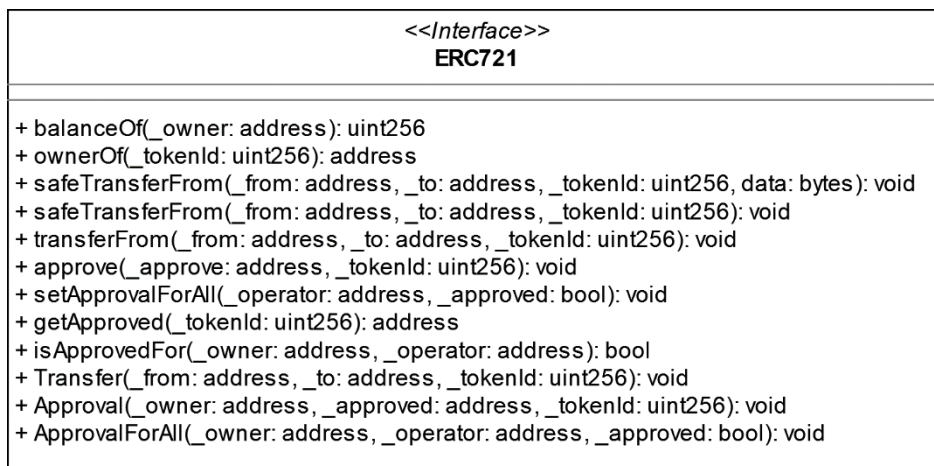 <<Interface>>
ERC721
+ balanceOf(_owner: address): uint256
+ ownerOf(_tokenId: uint256): address
+ safeTransferFrom(_from: address, _to: address, _tokenId: uint256, data: bytes): void
+ safeTransferFrom(_from: address, _to: address, _tokenId: uint256): void
+ transferFrom(_from: address, _to: address, _tokenId: uint256): void
+ approve(_approve: address, _tokenId: uint256): void
+ setApprovalForAll(_operator: address, _approved: bool): void
+ getApproved(_tokenId: uint256): address
+ isApprovedFor(_owner: address, _operator: address): bool
+ Transfer(_from: address, _to: address, _tokenId: uint256): void
+ Approval(_owner: address, _approved: address, _tokenId: uint256): void
+ ApprovalForAll(_owner: address, _operator: address, _approved: bool): void